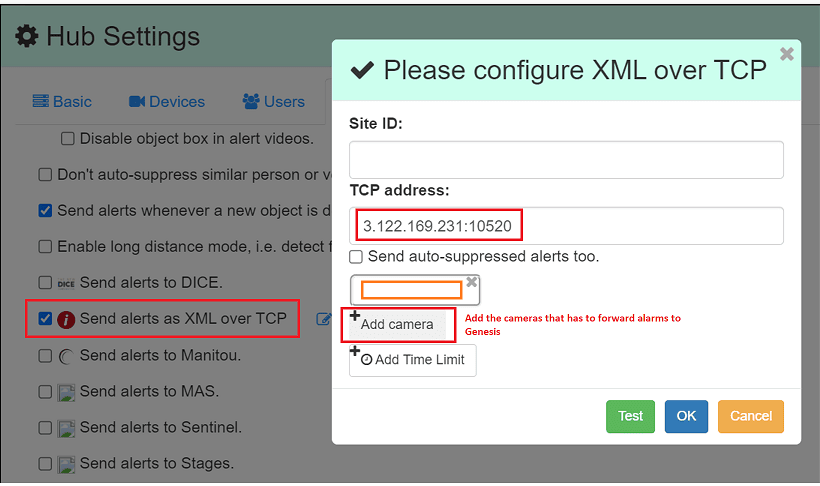 Hub Settings
Basic
Devices
Users
Disable object box in alert videos.
Don't auto-suppress similar person or
Send alerts whenever a new object is
Enable long distance mode, i.e. detect
DICE Send alerts to DICE.
Send alerts as XML over TCP
Send alerts to Manitou.
Send alerts to MAS.
Send alerts to Sentinel.
Send alerts to Stages.
Please configure XML over TCP
Site ID:
TCP address:
3.122.169.231:10520
Send auto-suppressed alerts too.
Add camera
Add the cameras that has to forward alarms to
Genesis
Add Time Limit
Test
OK
Cancel